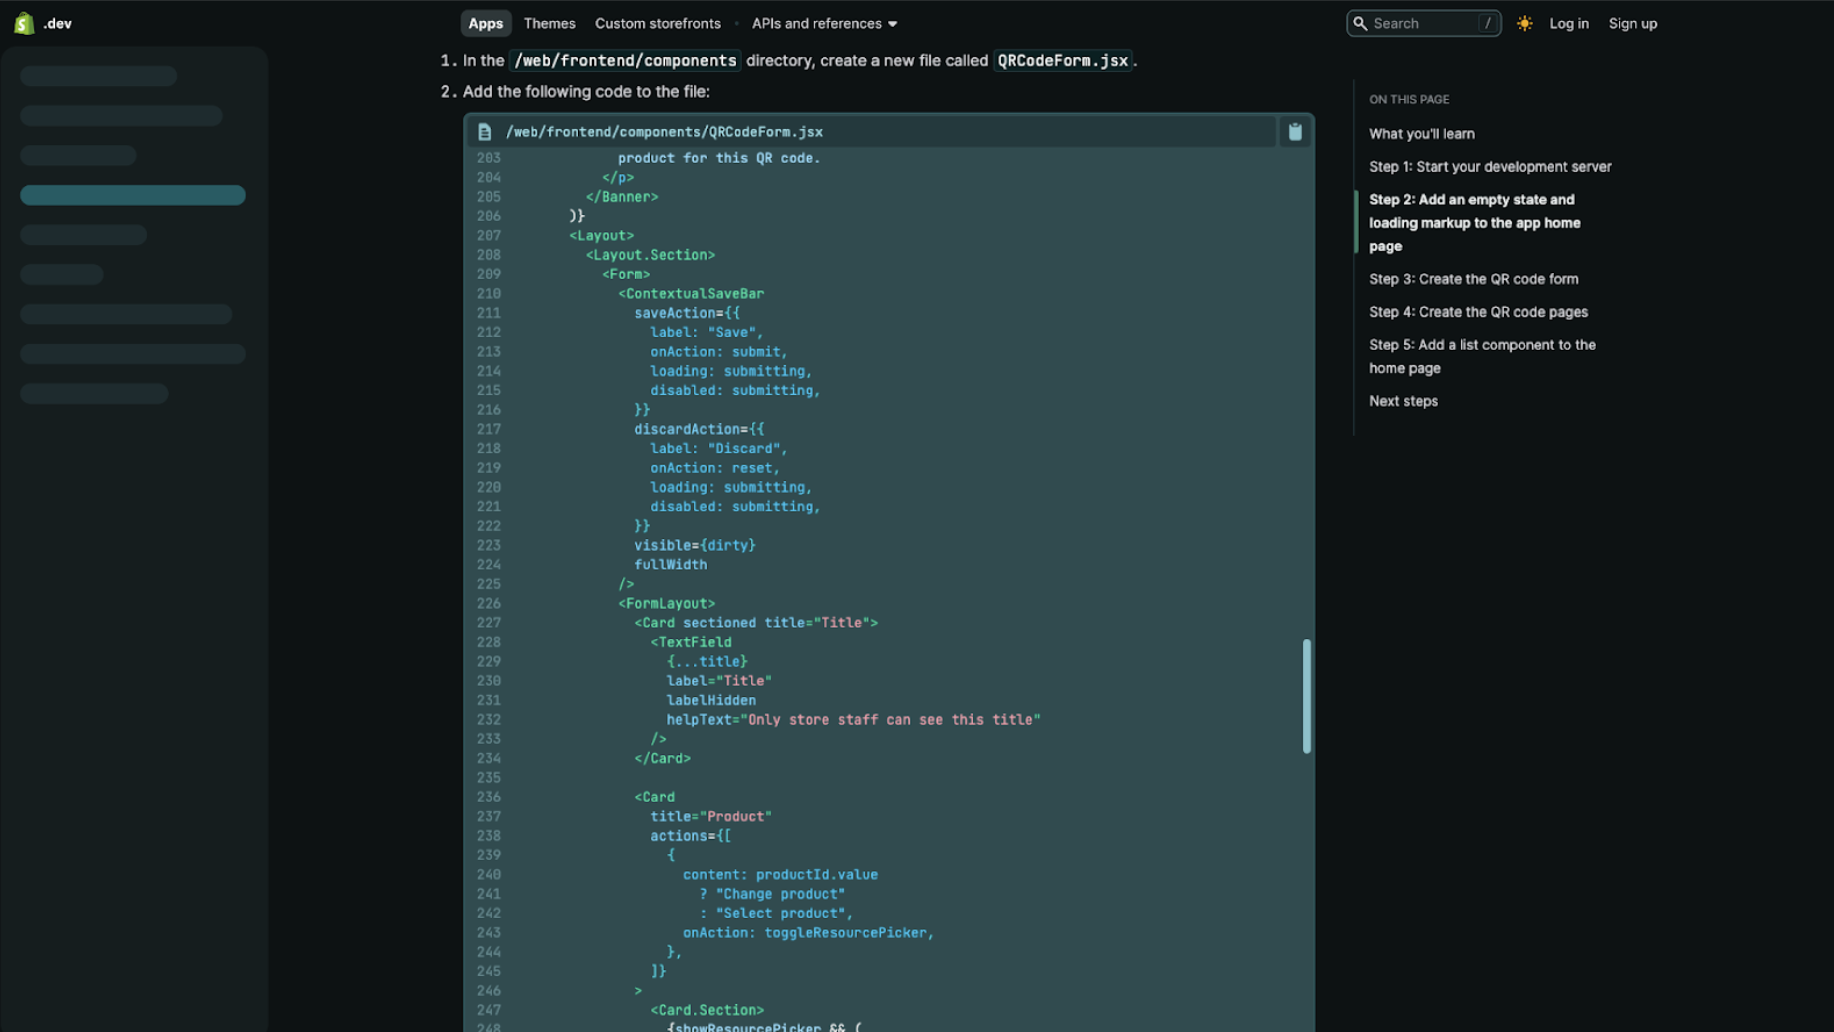 .dev
Apps
Themes
Custom storefronts
APIs and references
Search
/
Log in
Sign up
1. In the /web/frontend/components directory, create a new file called QRCodeForm.jsx.
2. Add the following code to the file:
/web/frontend/components/QRCodeForm.jsx
203 product for this QR code.
204 </p>
205 </Banner>
206 )}
207 <Layout>
208 <Layout.Section>
209 <Form>
210 <ContextualSaveBar
211 saveAction={{
212 label: "Save",
213 onAction: submit,
214 loading: submitting,
215 disabled: submitting,
216 }}
217 discardAction={{
218 label: "Discard",
219 onAction: reset,
220 loading: submitting,
221 disabled: submitting,
222 }}
223 visible={dirty}
224 fullWidth
225 />
226 <FormLayout>
227 <Card sectioned title="Title">
228 <TextField
229 {...title}
230 label="Title"
231 labelHidden
232 helpText="Only store staff can see this title"
233 />
234 </Card>
235
236 <Card
237 title="Product"
238 actions={[
239 {
240 content: productId.value
241 ? "Change product"
242 : "Select product",
243 onAction: toggleResourcePicker,
244 },
245 ]}
246 >
247 <Card.Section>
248 {showResourcePicker && (
ON THIS PAGE
What you'll learn
Step 1: Start your development server
Step 2: Add an empty state and
loading markup to the app home
page
Step 3: Create the QR code form
Step 4: Create the QR code pages
Step 5: Add a list component to the
home page
Next steps